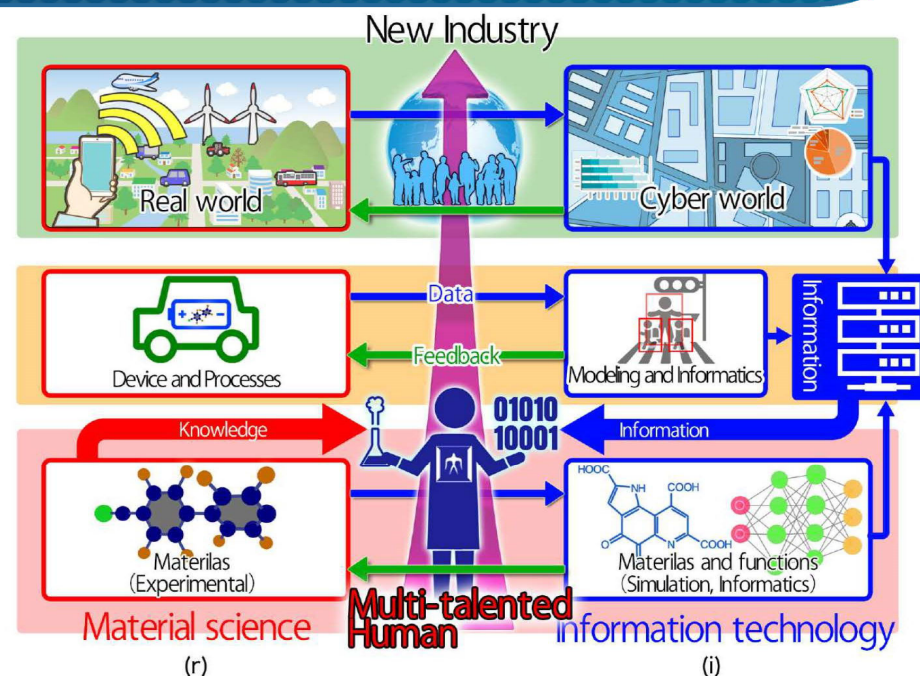 New Industry
Real world
Cyber world
Data
Feedback
Device and Processes
Modeling and Informatics
Information
Knowledge
01010
10001
Information
Materilas
(Experimental)
HOOC
NH
COOH
O
O
N
COOH
Materilas and functions
(Simulation, Informatics)
Multi-talented
Human
Material science
Information technology
(r)
(i)